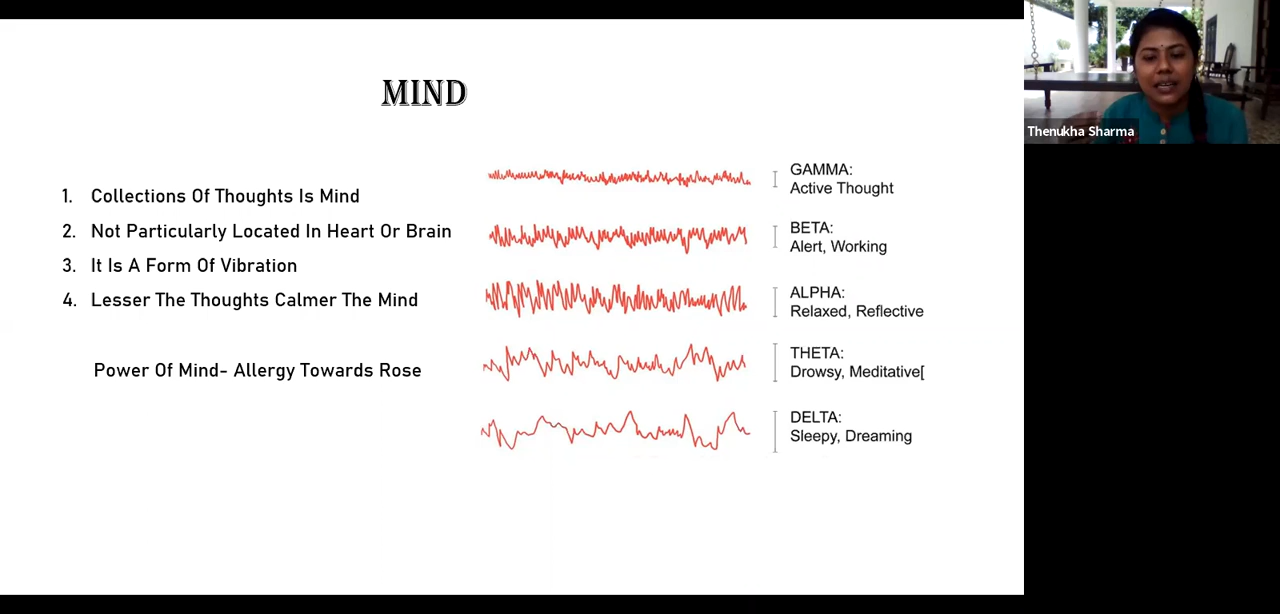 MIND
1. Collections Of Thoughts Is Mind
2. Not Particularly Located In Heart Or Brain
3. It Is A Form Of Vibration
4. Lesser The Thoughts Calmer The Mind
Power Of Mind- Allergy Towards Rose
GAMMA:
Active Thought
BETA:
Alert, Working
ALPHA:
Relaxed, Reflective
THETA:
Drowsy, Meditative[
DELTA:
Sleepy, Dreaming
Thenukha Sharma